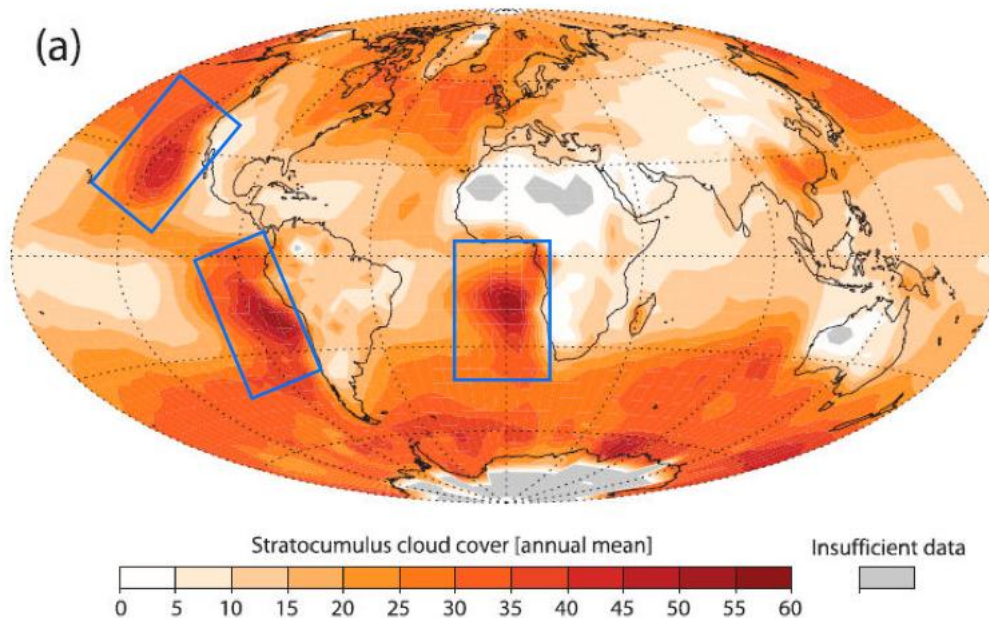 (a)
Stratocumulus cloud cover [annual mean]
Insufficient data
0 5 10 15 20 25 30 35 40 45 50 55 60